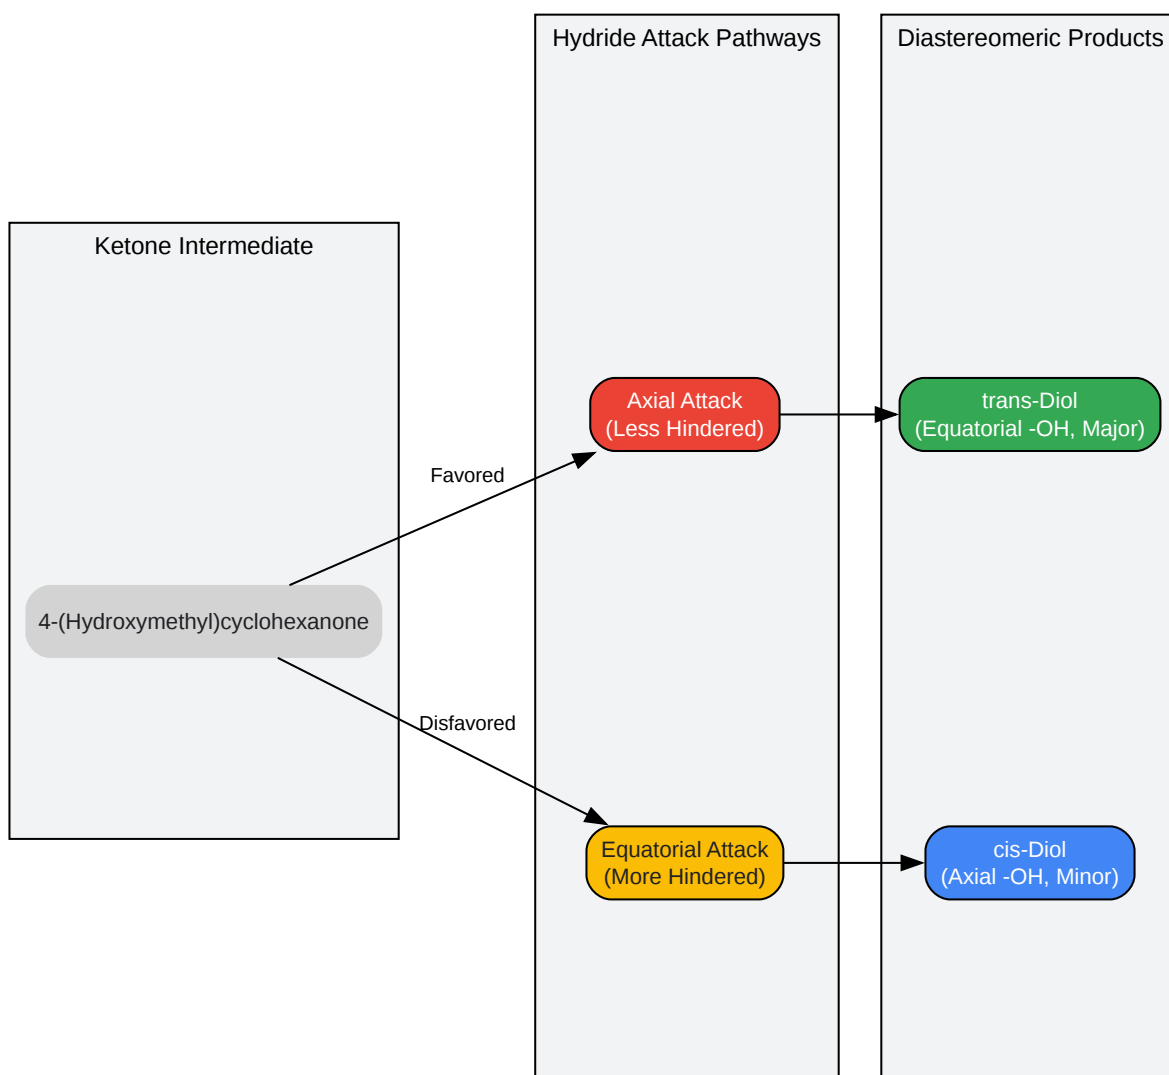 Hydride Attack Pathways
Diastereomeric Products
Ketone Intermediate
Axial Attack
(Less Hindered)
trans-Diol
(Equatorial -OH, Major)
Favored
4-(Hydroxymethyl)cyclohexanone
Disfavored
Equatorial Attack
(More Hindered)
cis-Diol
(Axial -OH, Minor)